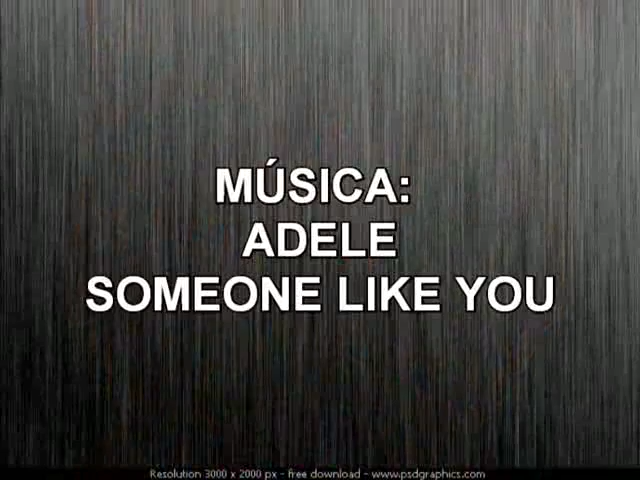 MÚSICA:
ADELE
SOMEONE LIKE YOU
Resolution 3000 x 2000 px - free download - www.psdgraphics.com